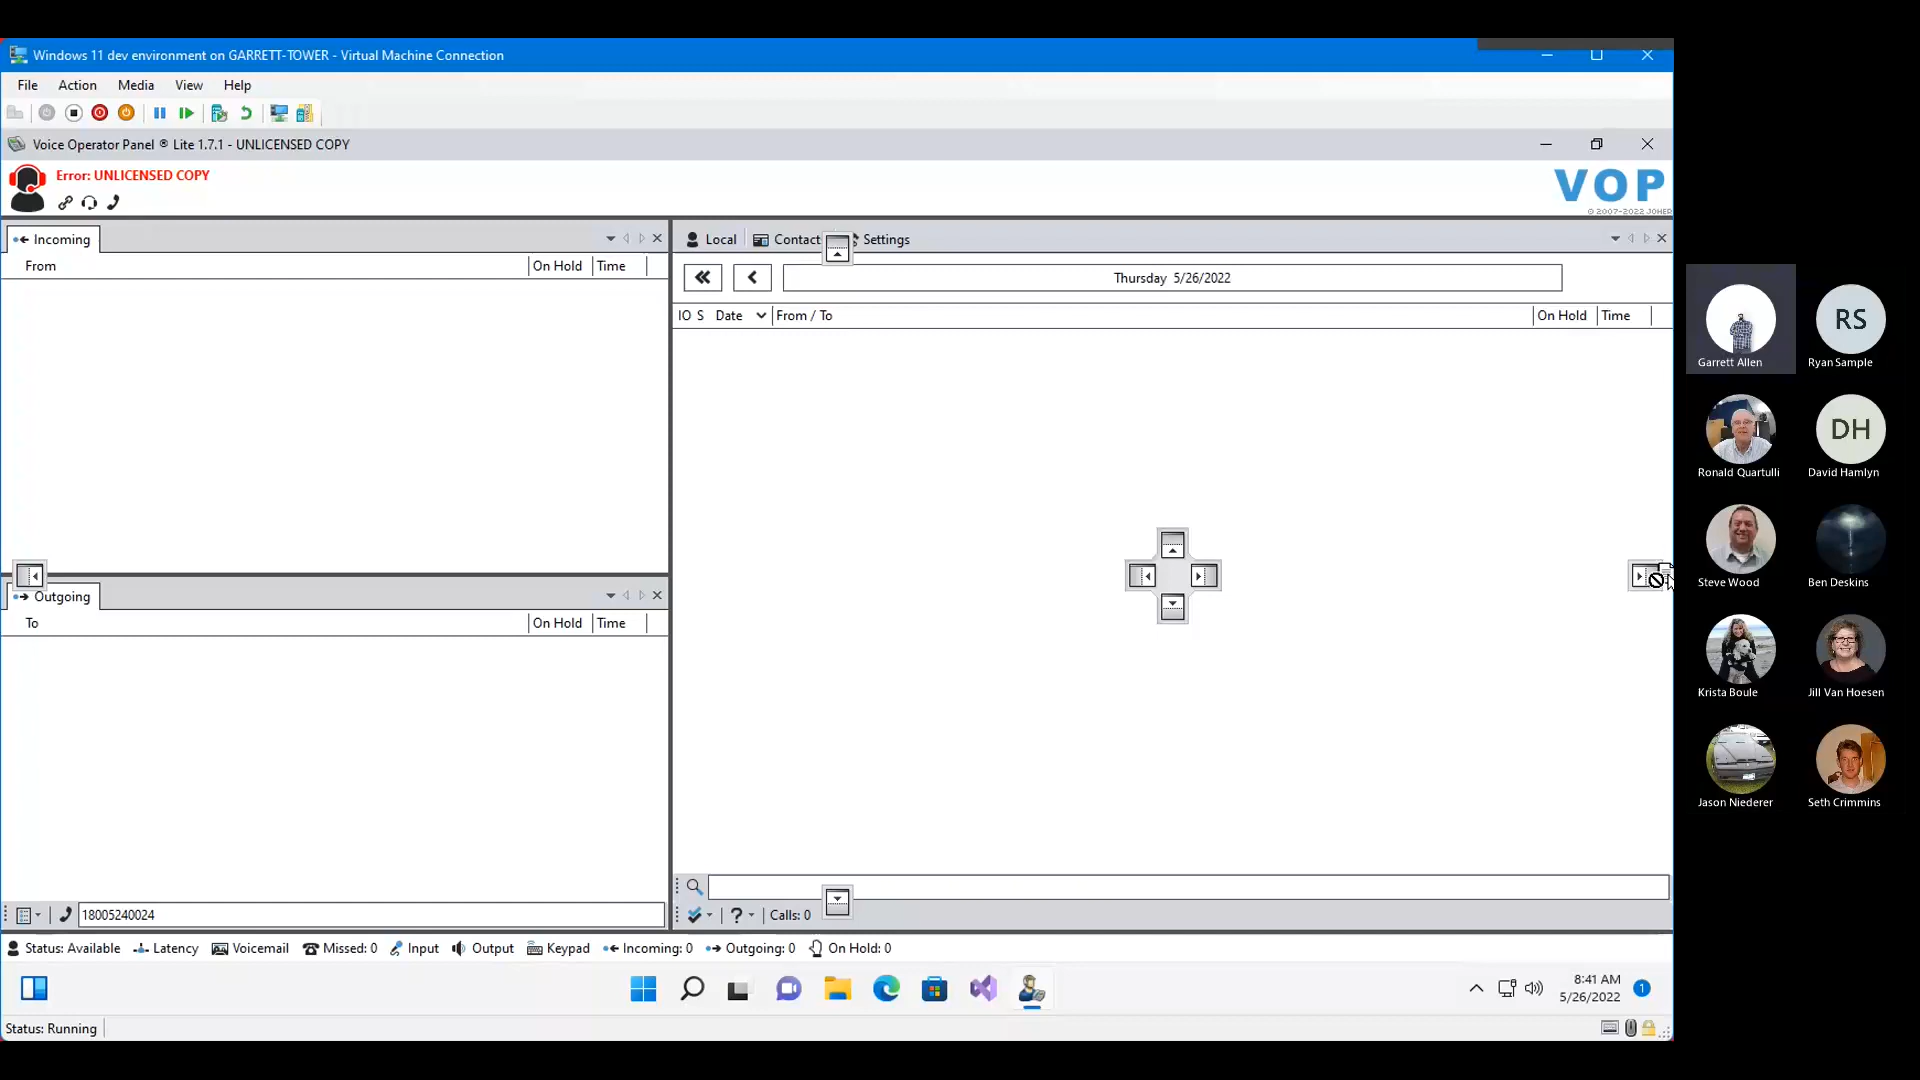 Windows 11 dev environment on GARRETT-TOWER - Virtual Machine Connection
File Action Media View Help
Voice Operator Panel ® Lite 1.7.1 - UNLICENSED COPY
Error: UNLICENSED COPY
VOP
© 2007-2022 JOHER
Incoming
Local Contact Settings
From On Hold Time
Thursday 5/26/2022
IO S Date From / To On Hold Time
Garrett Allen
RS
Ryan Sample
Ronald Quartulli
DH
David Hamlyn
Steve Wood
Ben Deskins
Krista Boule
Jill Van Hoesen
Jason Niederer
Seth Crimmins
Outgoing
To On Hold Time
18005240024
? Calls: 0
Status: Available Latency Voicemail Missed: 0 Input Output Keypad Incoming: 0 Outgoing: 0 On Hold: 0
8:41 AM
5/26/2022
1
Status: Running